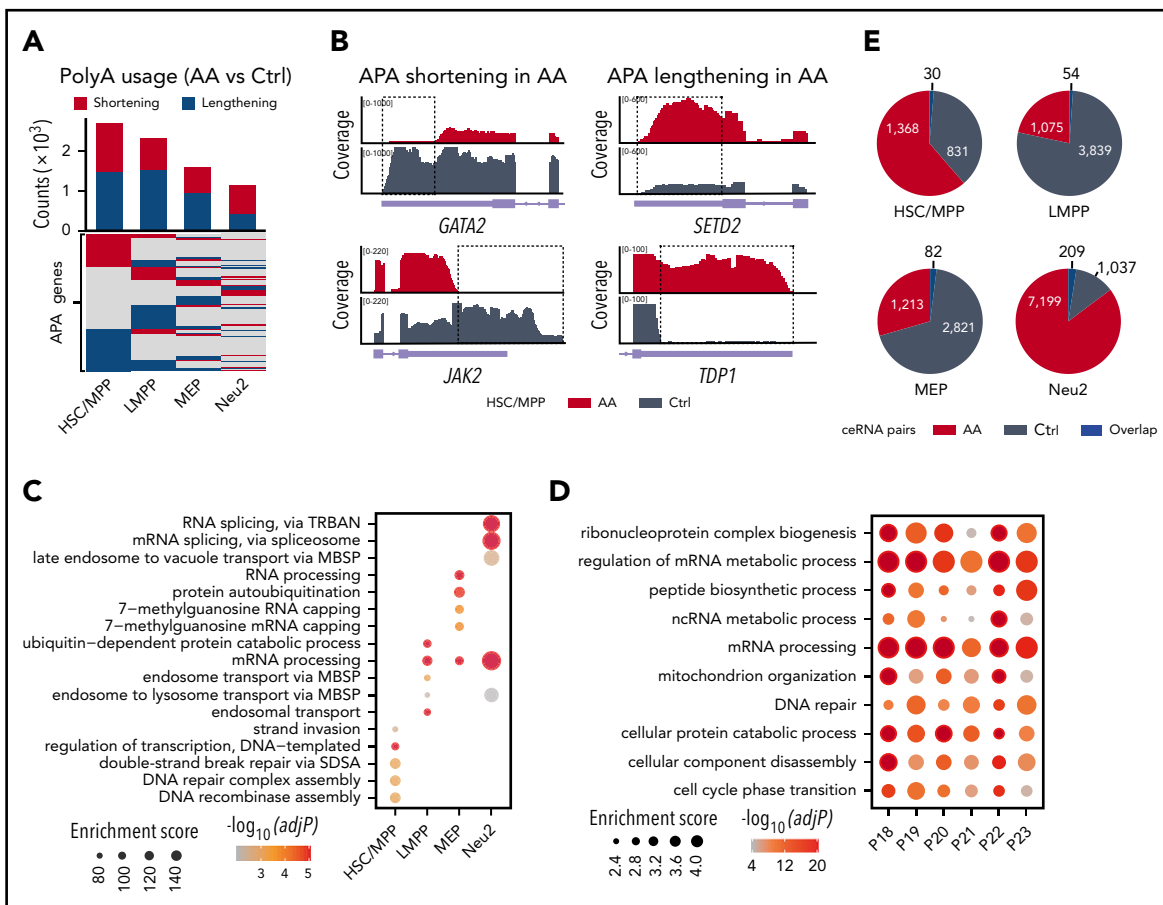 A
PolyA usage (AA vs Ctrl)
Shortening
Lengthening
Counts (×10³)
2
1
0
APA genes
HSC/MPP
LMPP
MEP
Neu2
B
APA shortening in AA
APA lengthening in AA
Coverage
[0-1000]
[0-1000]
GATA2
Coverage
[0-600]
[0-600]
SETD2
Coverage
[0-220]
[0-220]
JAK2
Coverage
[0-100]
[0-100]
TDP1
HSC/MPP
AA
Ctrl
E
30
1,368
831
HSC/MPP
54
1,075
3,839
LMPP
82
1,213
2,821
MEP
209
1,037
7,199
Neu2
ceRNA pairs
AA
Ctrl
Overlap
C
RNA splicing, via TRBAN
mRNA splicing, via spliceosome
late endosome to vacuole transport via MBSP
RNA processing
protein autoubiquitination
7−methylguanosine RNA capping
7−methylguanosine mRNA capping
ubiquitin−dependent protein catabolic process
mRNA processing
endosome transport via MBSP
endosome to lysosome transport via MBSP
endosomal transport
strand invasion
regulation of transcription, DNA−templated
double−strand break repair via SDSA
DNA repair complex assembly
DNA recombinase assembly
HSC/MPP
LMPP
MEP
Neu2
Enrichment score
80
100
120
140
-log10 (adjP)
3
4
5
D
ribonucleoprotein complex biogenesis
regulation of mRNA metabolic process
peptide biosynthetic process
ncRNA metabolic process
mRNA processing
mitochondrion organization
DNA repair
cellular protein catabolic process
cellular component disassembly
cell cycle phase transition
P18
P19
P20
P21
P22
P23
Enrichment score
2.4
2.8
3.2
3.6
4.0
-log10 (adjP)
4
12
20